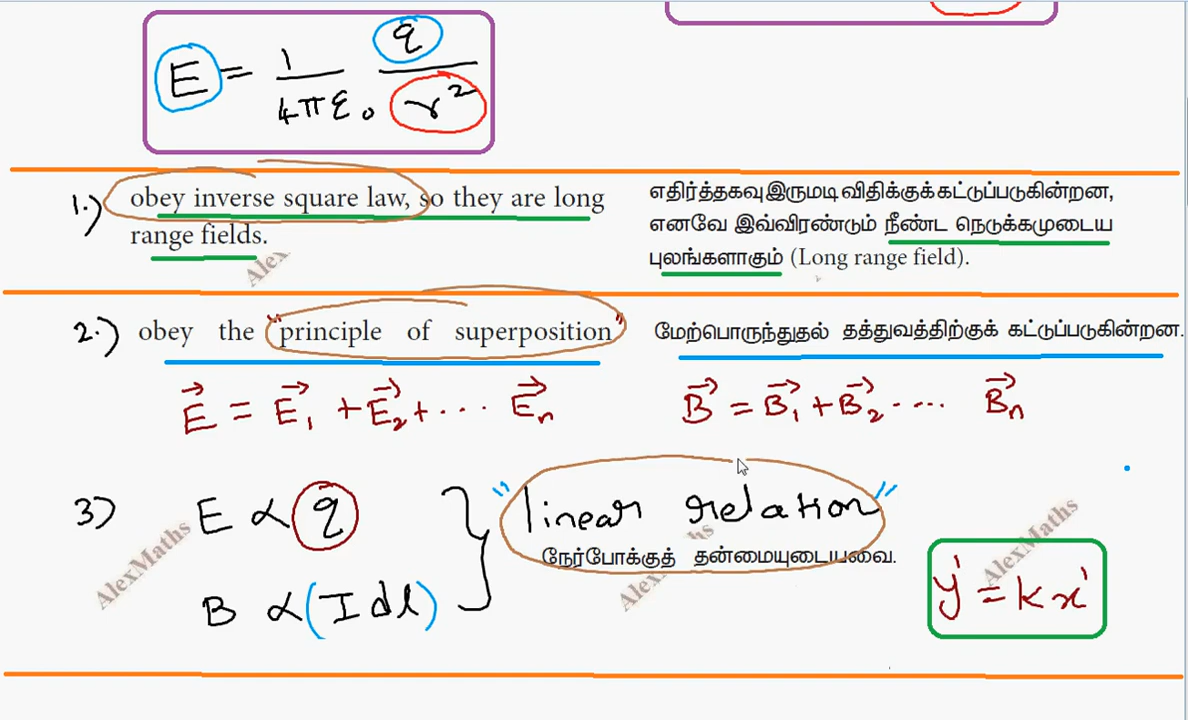 E = 1/4πε₀ q/r²
1.) obey inverse square law, so they are long
range fields.
எதிர்த்தகவு இருமடி விதிக்குக் கட்டுப்படுகின்றன,
எனவே இவ்விரண்டும் நீண்ட நெடுக்கமுடைய
புலங்களாகும் (Long range field).
Alex
2.) obey the "principle of superposition"
மேற்பொருந்துதல் தத்துவத்திற்குக் கட்டுப்படுகின்றன.
E⃗ = E⃗₁ + E⃗₂ + ... E⃗ₙ
B⃗ = B⃗₁ + B⃗₂ .... B⃗ₙ
3) E ∝ q
B ∝ (I dl)
"linear relation"
நேர்போக்குத் தன்மையுடையவை.
y' = kx'
AlexMaths
AlexMaths
AlexMaths